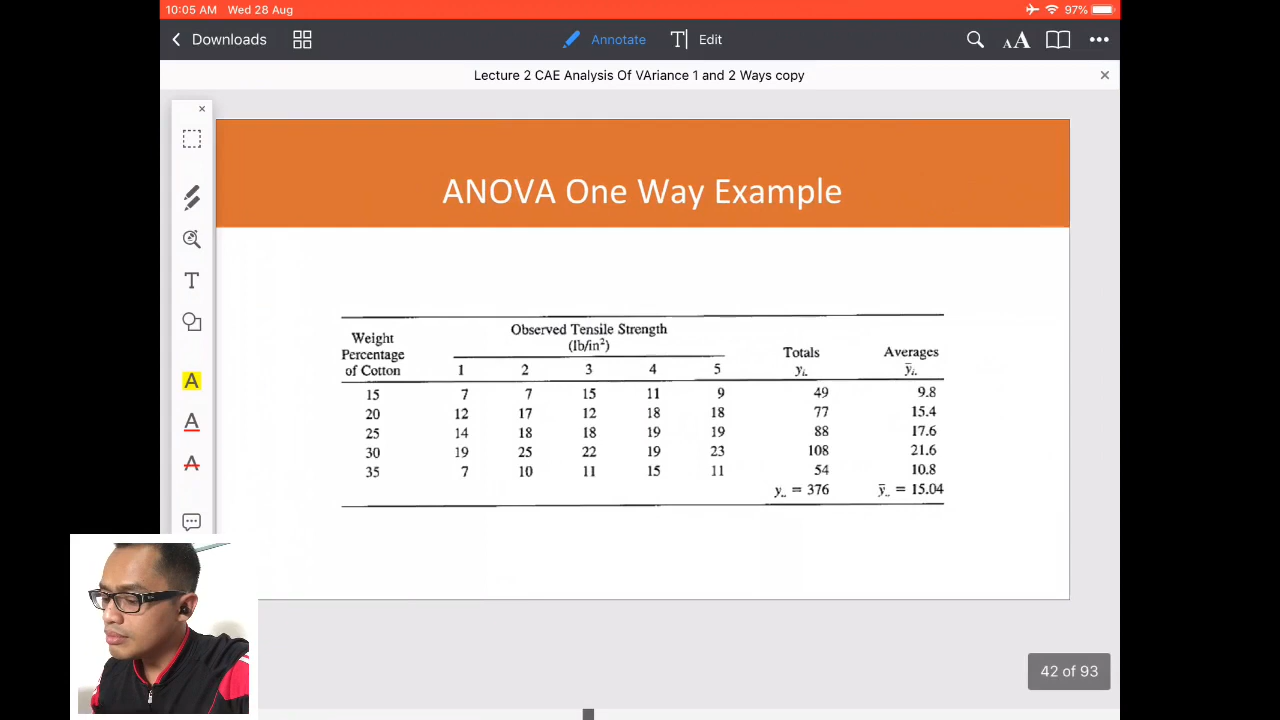 10:05 AM Wed 28 Aug 97%
Downloads Annotate T Edit AA
Lecture 2 CAE Analysis Of VAriance 1 and 2 Ways copy
ANOVA One Way Example
T
A
A
A
Weight Percentage of Cotton Observed Tensile Strength (lb/in²) Totals yᵢ. Averages ȳᵢ.
1 2 3 4 5
15 7 7 15 11 9 49 9.8
20 12 17 12 18 18 77 15.4
25 14 18 18 19 19 88 17.6
30 19 25 22 19 23 108 21.6
35 7 10 11 15 11 54 10.8
y.. = 376 ȳ.. = 15.04
42 of 93